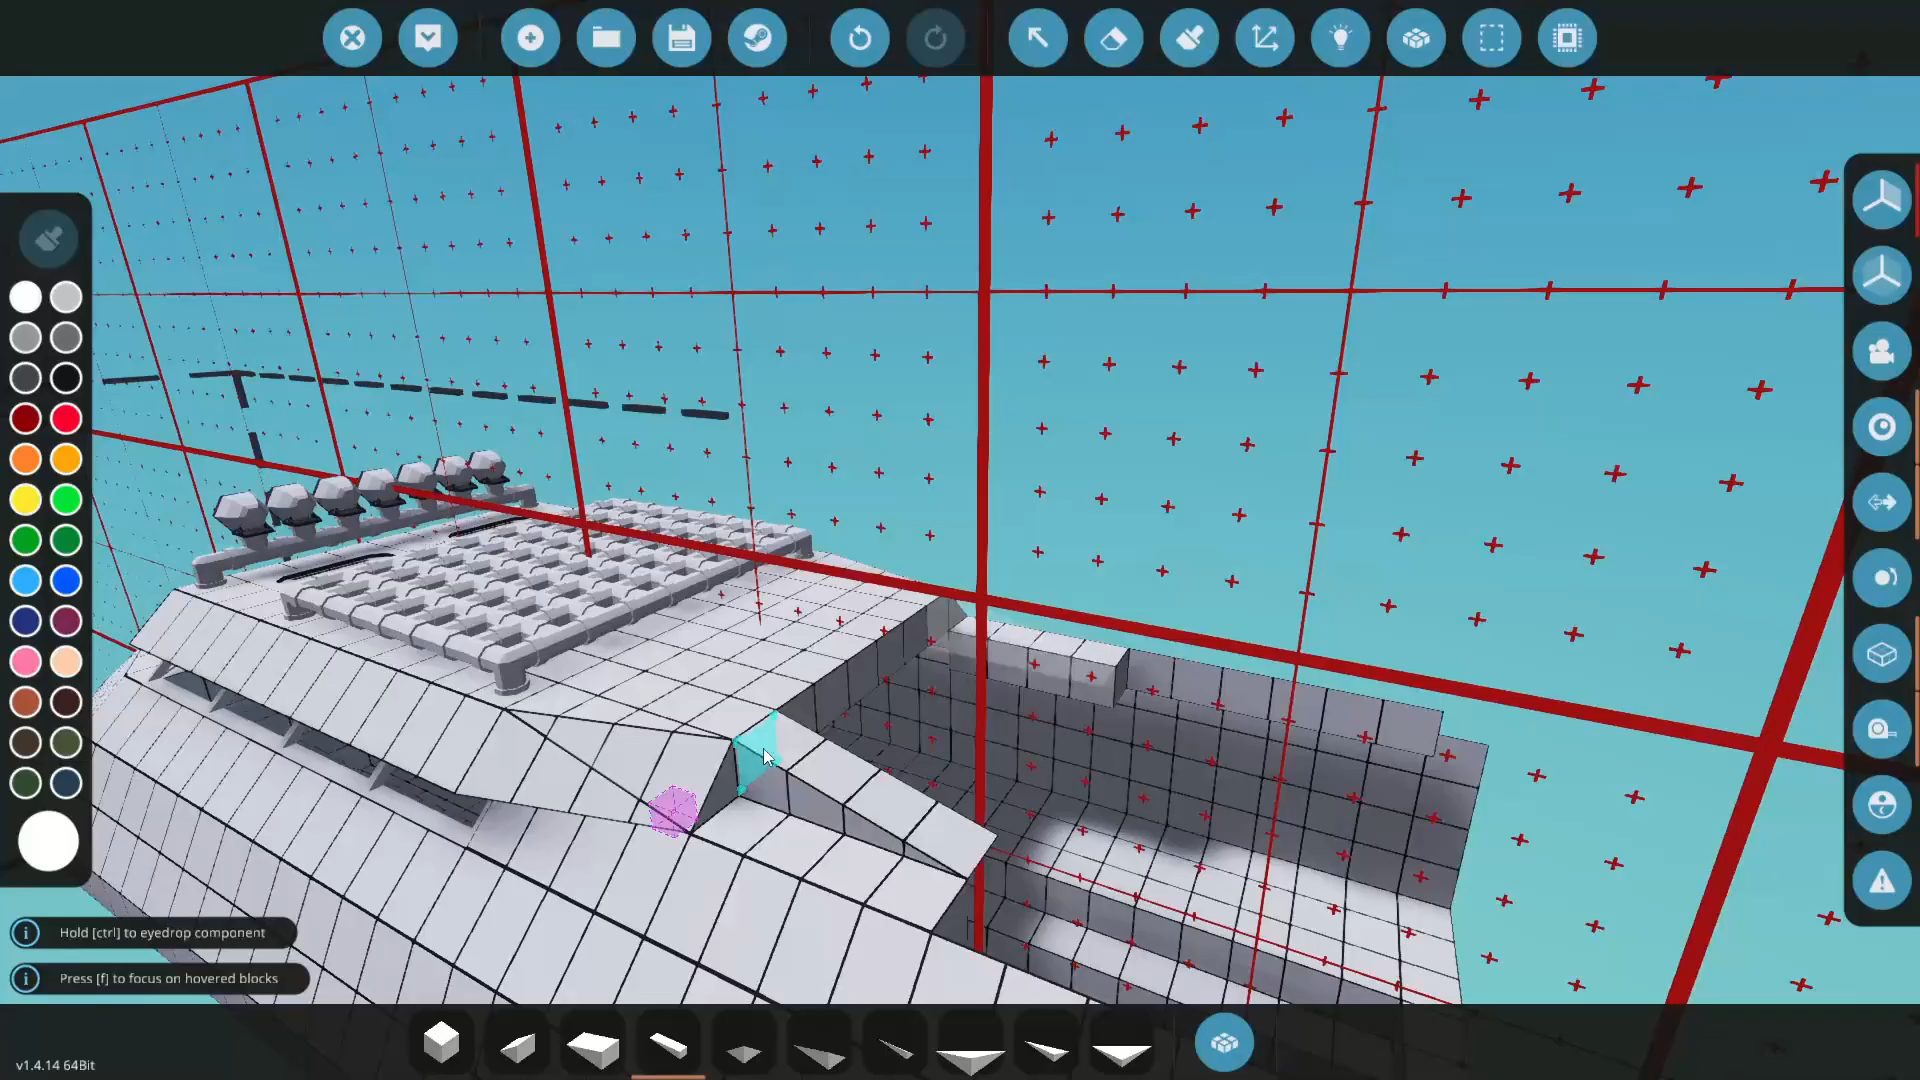 Hold [ctrl] to eyedrop component
Press [f] to focus on hovered blocks
v1.4.14 64Bit